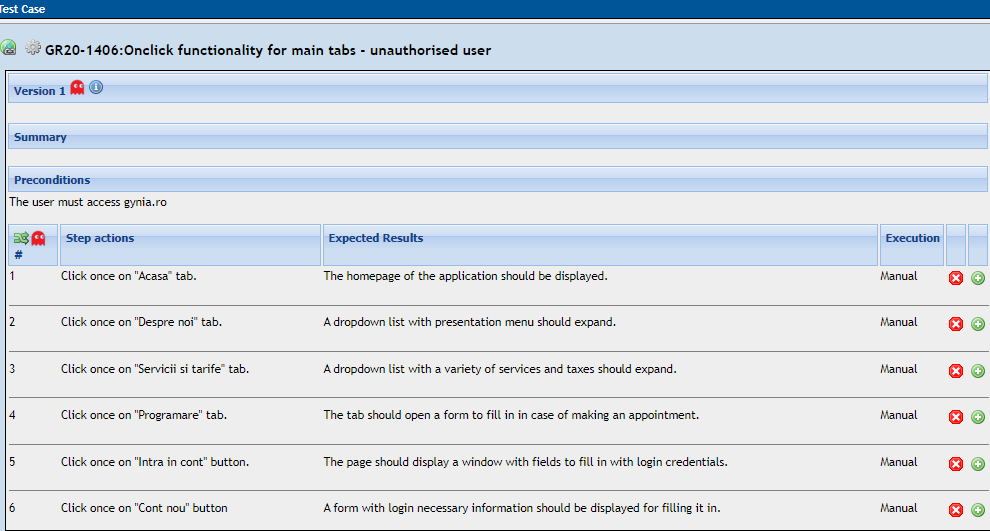 Test Case
GR20-1406:Onclick functionality for main tabs - unauthorised user
Version 1
Summary
Preconditions
The user must access gynia.ro
# Step actions Expected Results Execution
1 Click once on "Acasa" tab. The homepage of the application should be displayed. Manual
2 Click once on "Despre noi" tab. A dropdown list with presentation menu should expand. Manual
3 Click once on "Servicii si tarife" tab. A dropdown list with a variety of services and taxes should expand. Manual
4 Click once on "Programare" tab. The tab should open a form to fill in in case of making an appointment. Manual
5 Click once on "Intra in cont" button. The page should display a window with fields to fill in with login credentials. Manual
6 Click once on "Cont nou" button A form with login necessary information should be displayed for filling it in. Manual